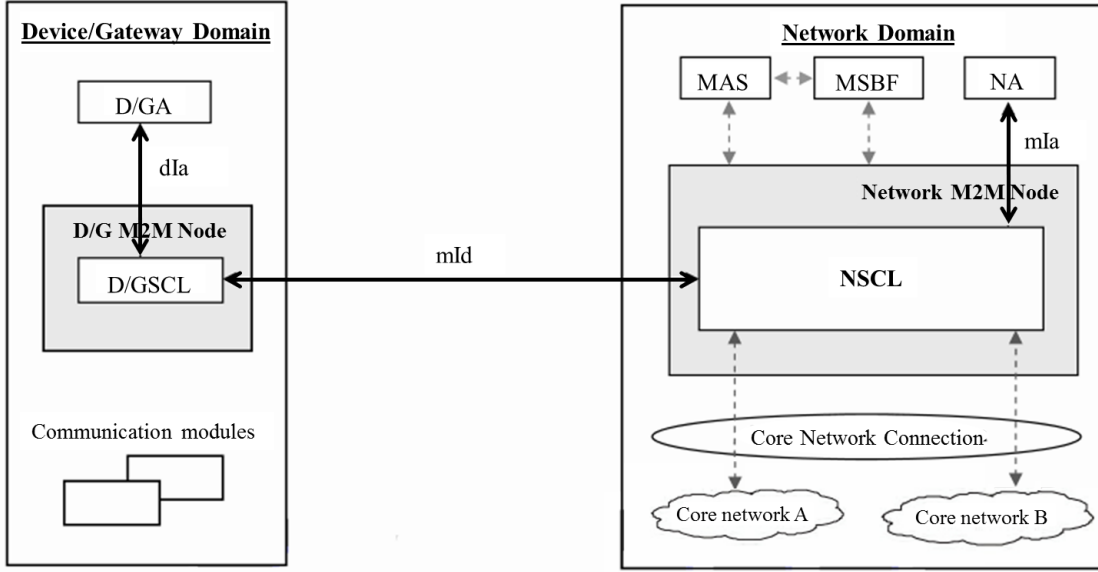 Device/Gateway Domain
D/GA
dIa
D/G M2M Node
D/GSCL
Communication modules
mId
Network Domain
MAS
MSBF
NA
mIa
Network M2M Node
NSCL
Core Network Connection
Core network A
Core network B